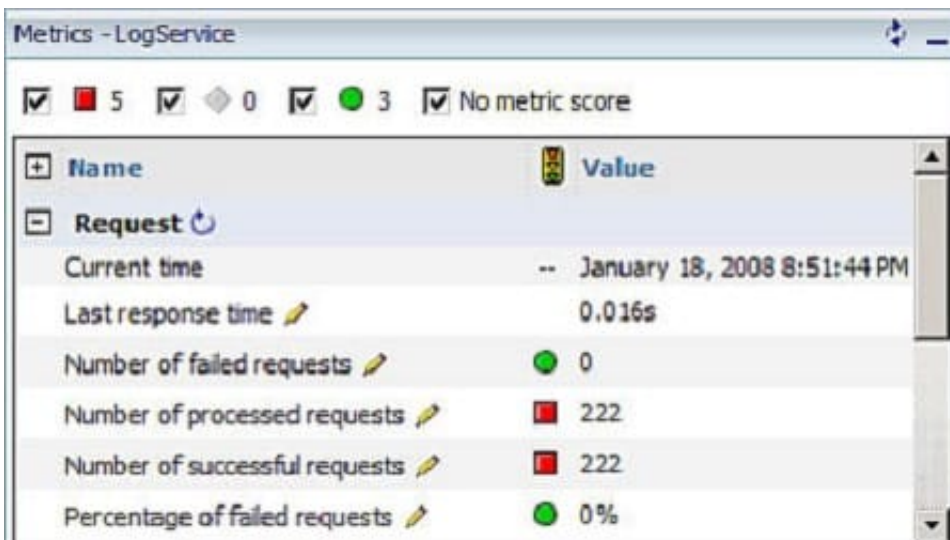 Metrics - LogService
5 0 3 No metric score
Name Value
Request
Current time -- January 18, 2008 8:51:44 PM
Last response time 0.016s
Number of failed requests 0
Number of processed requests 222
Number of successful requests 222
Percentage of failed requests 0%